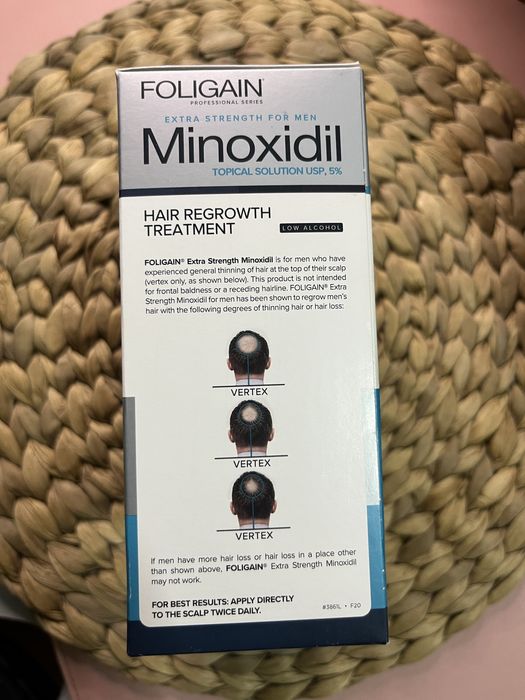 FOLIGAIN®
PROFESSIONAL SERIES
EXTRA STRENGTH FOR MEN
Minoxidil
TOPICAL SOLUTION USP, 5%
HAIR REGROWTH
TREATMENT
LOW ALCOHOL
FOLIGAIN® Extra Strength Minoxidil is for men who have
experienced general thinning of hair at the top of their scalp
(vertex only, as shown below). This product is not intended
for frontal baldness or a receding hairline. FOLIGAIN® Extra
Strength Minoxidil for men has been shown to regrow men's
hair with the following degrees of thinning hair or hair loss:
VERTEX
VERTEX
VERTEX
If men have more hair loss or hair loss in a place other
than shown above, FOLIGAIN® Extra Strength Minoxidil
may not work.
FOR BEST RESULTS: APPLY DIRECTLY
TO THE SCALP TWICE DAILY.
#3861L • F20